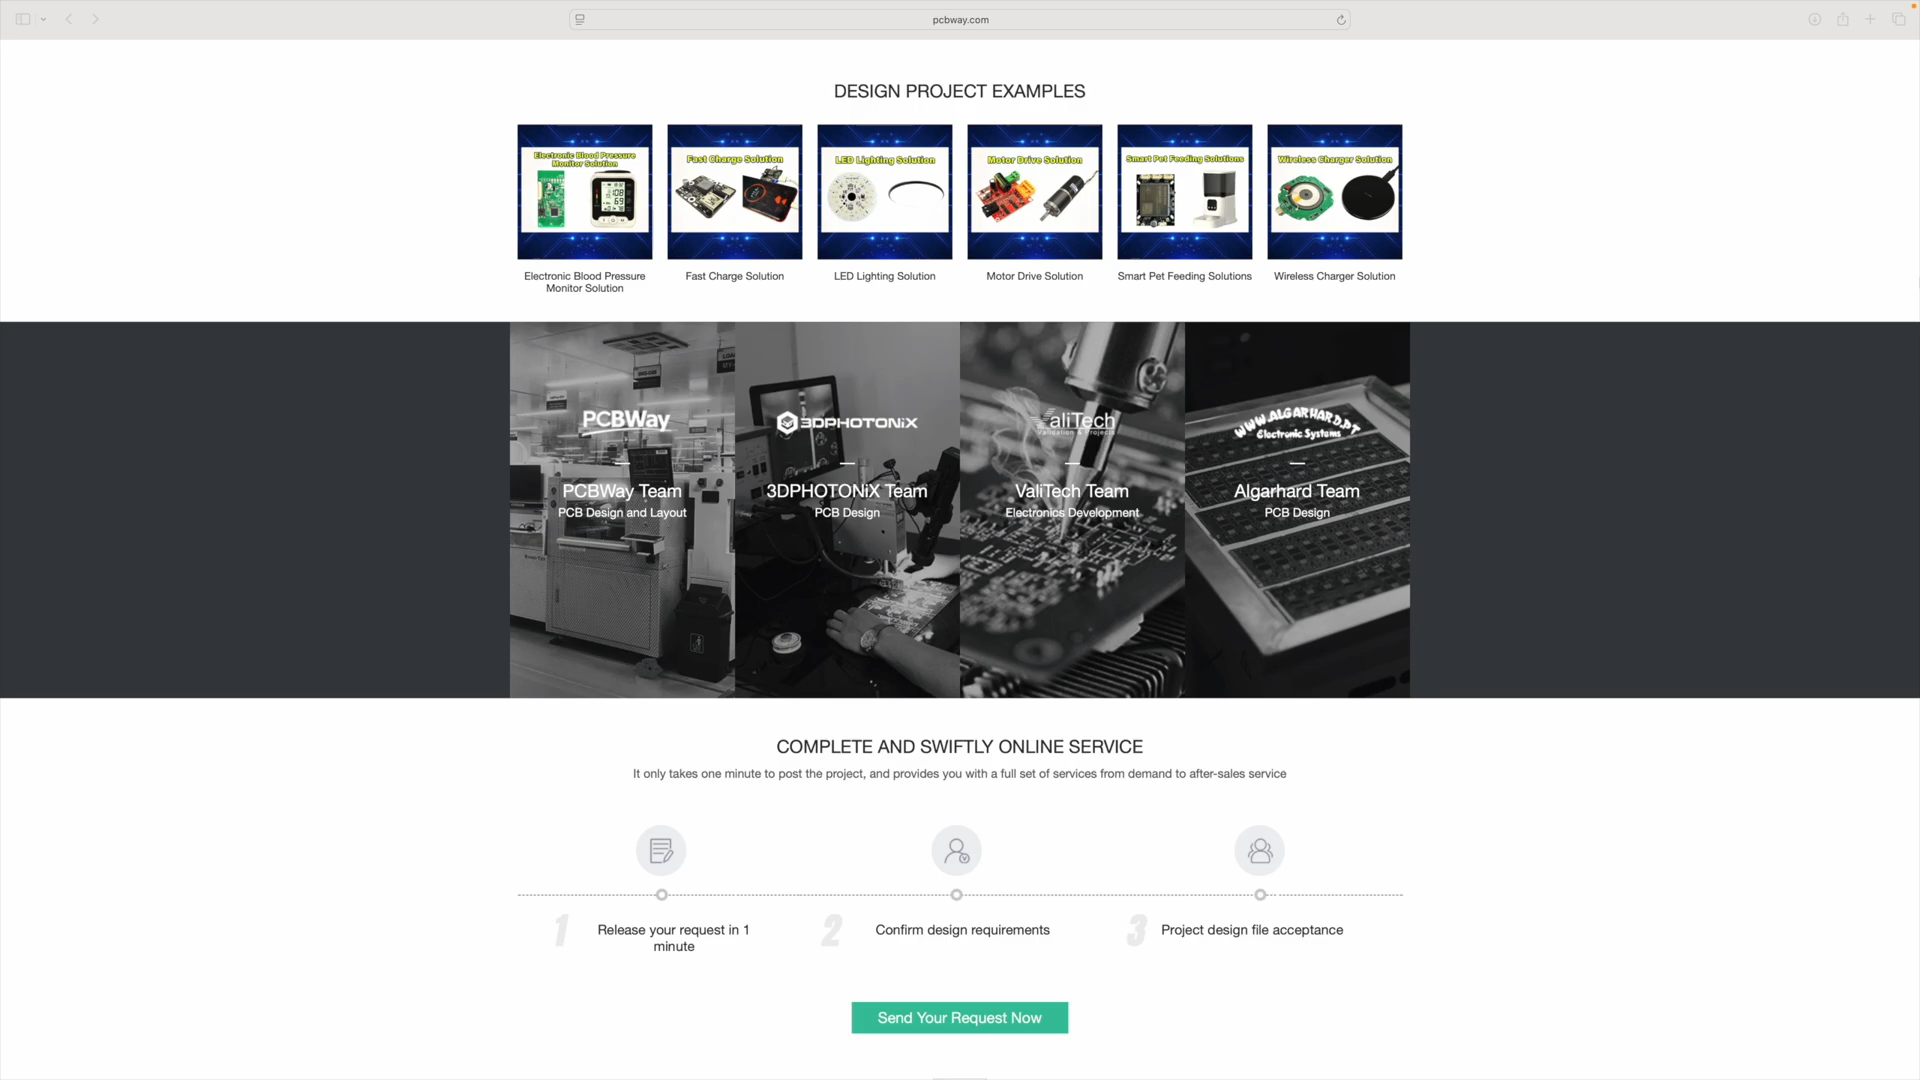 pcbway.com
DESIGN PROJECT EXAMPLES
Electronic Blood Pressure
Monitor Solution
Fast Charge Solution
LED Lighting Solution
Motor Drive Solution
Smart Pet Feeding Solutions
Wireless Charger Solution
108
69
Electronic Blood Pressure
Monitor Solution
Fast Charge Solution
LED Lighting Solution
Motor Drive Solution
Smart Pet Feeding Solutions
Wireless Charger Solution
PCBWay
3DPHOTONiX
ValiTech
Validation & Projects
WWW.ALGARHARD.PT
Electronic Systems
PCBWay Team
PCB Design and Layout
3DPHOTONiX Team
PCB Design
ValiTech Team
Electronics Development
Algarhard Team
PCB Design
COMPLETE AND SWIFTLY ONLINE SERVICE
It only takes one minute to post the project, and provides you with a full set of services from demand to after-sales service
1 Release your request in 1
minute
2 Confirm design requirements
3 Project design file acceptance
Send Your Request Now